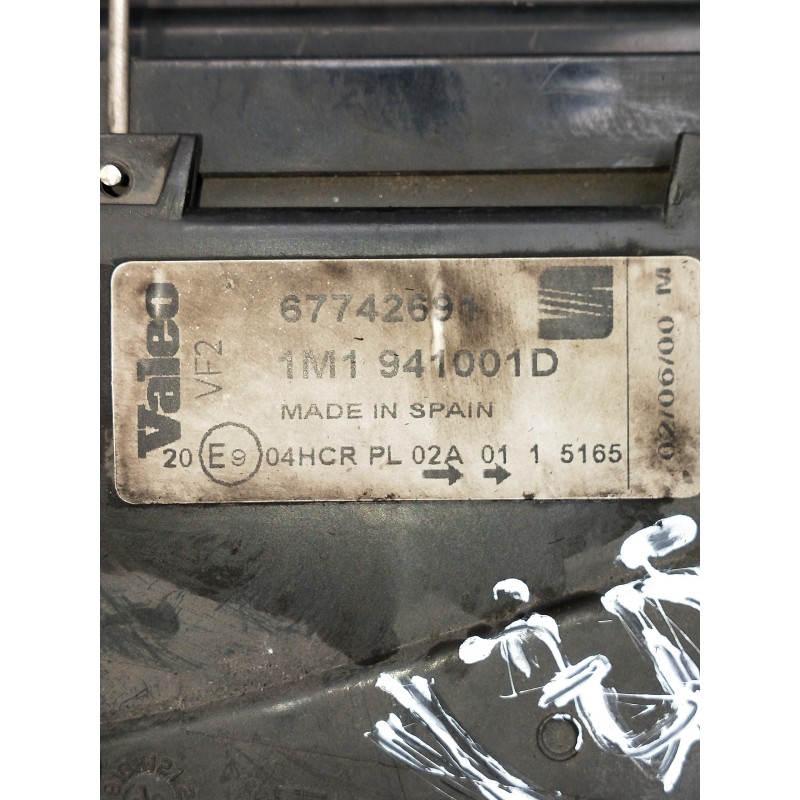 Valeo
VF2
67742691
1M1 941001D
MADE IN SPAIN
20 E9 04HCR PL 02A 01 1 5165
02/06/00 M